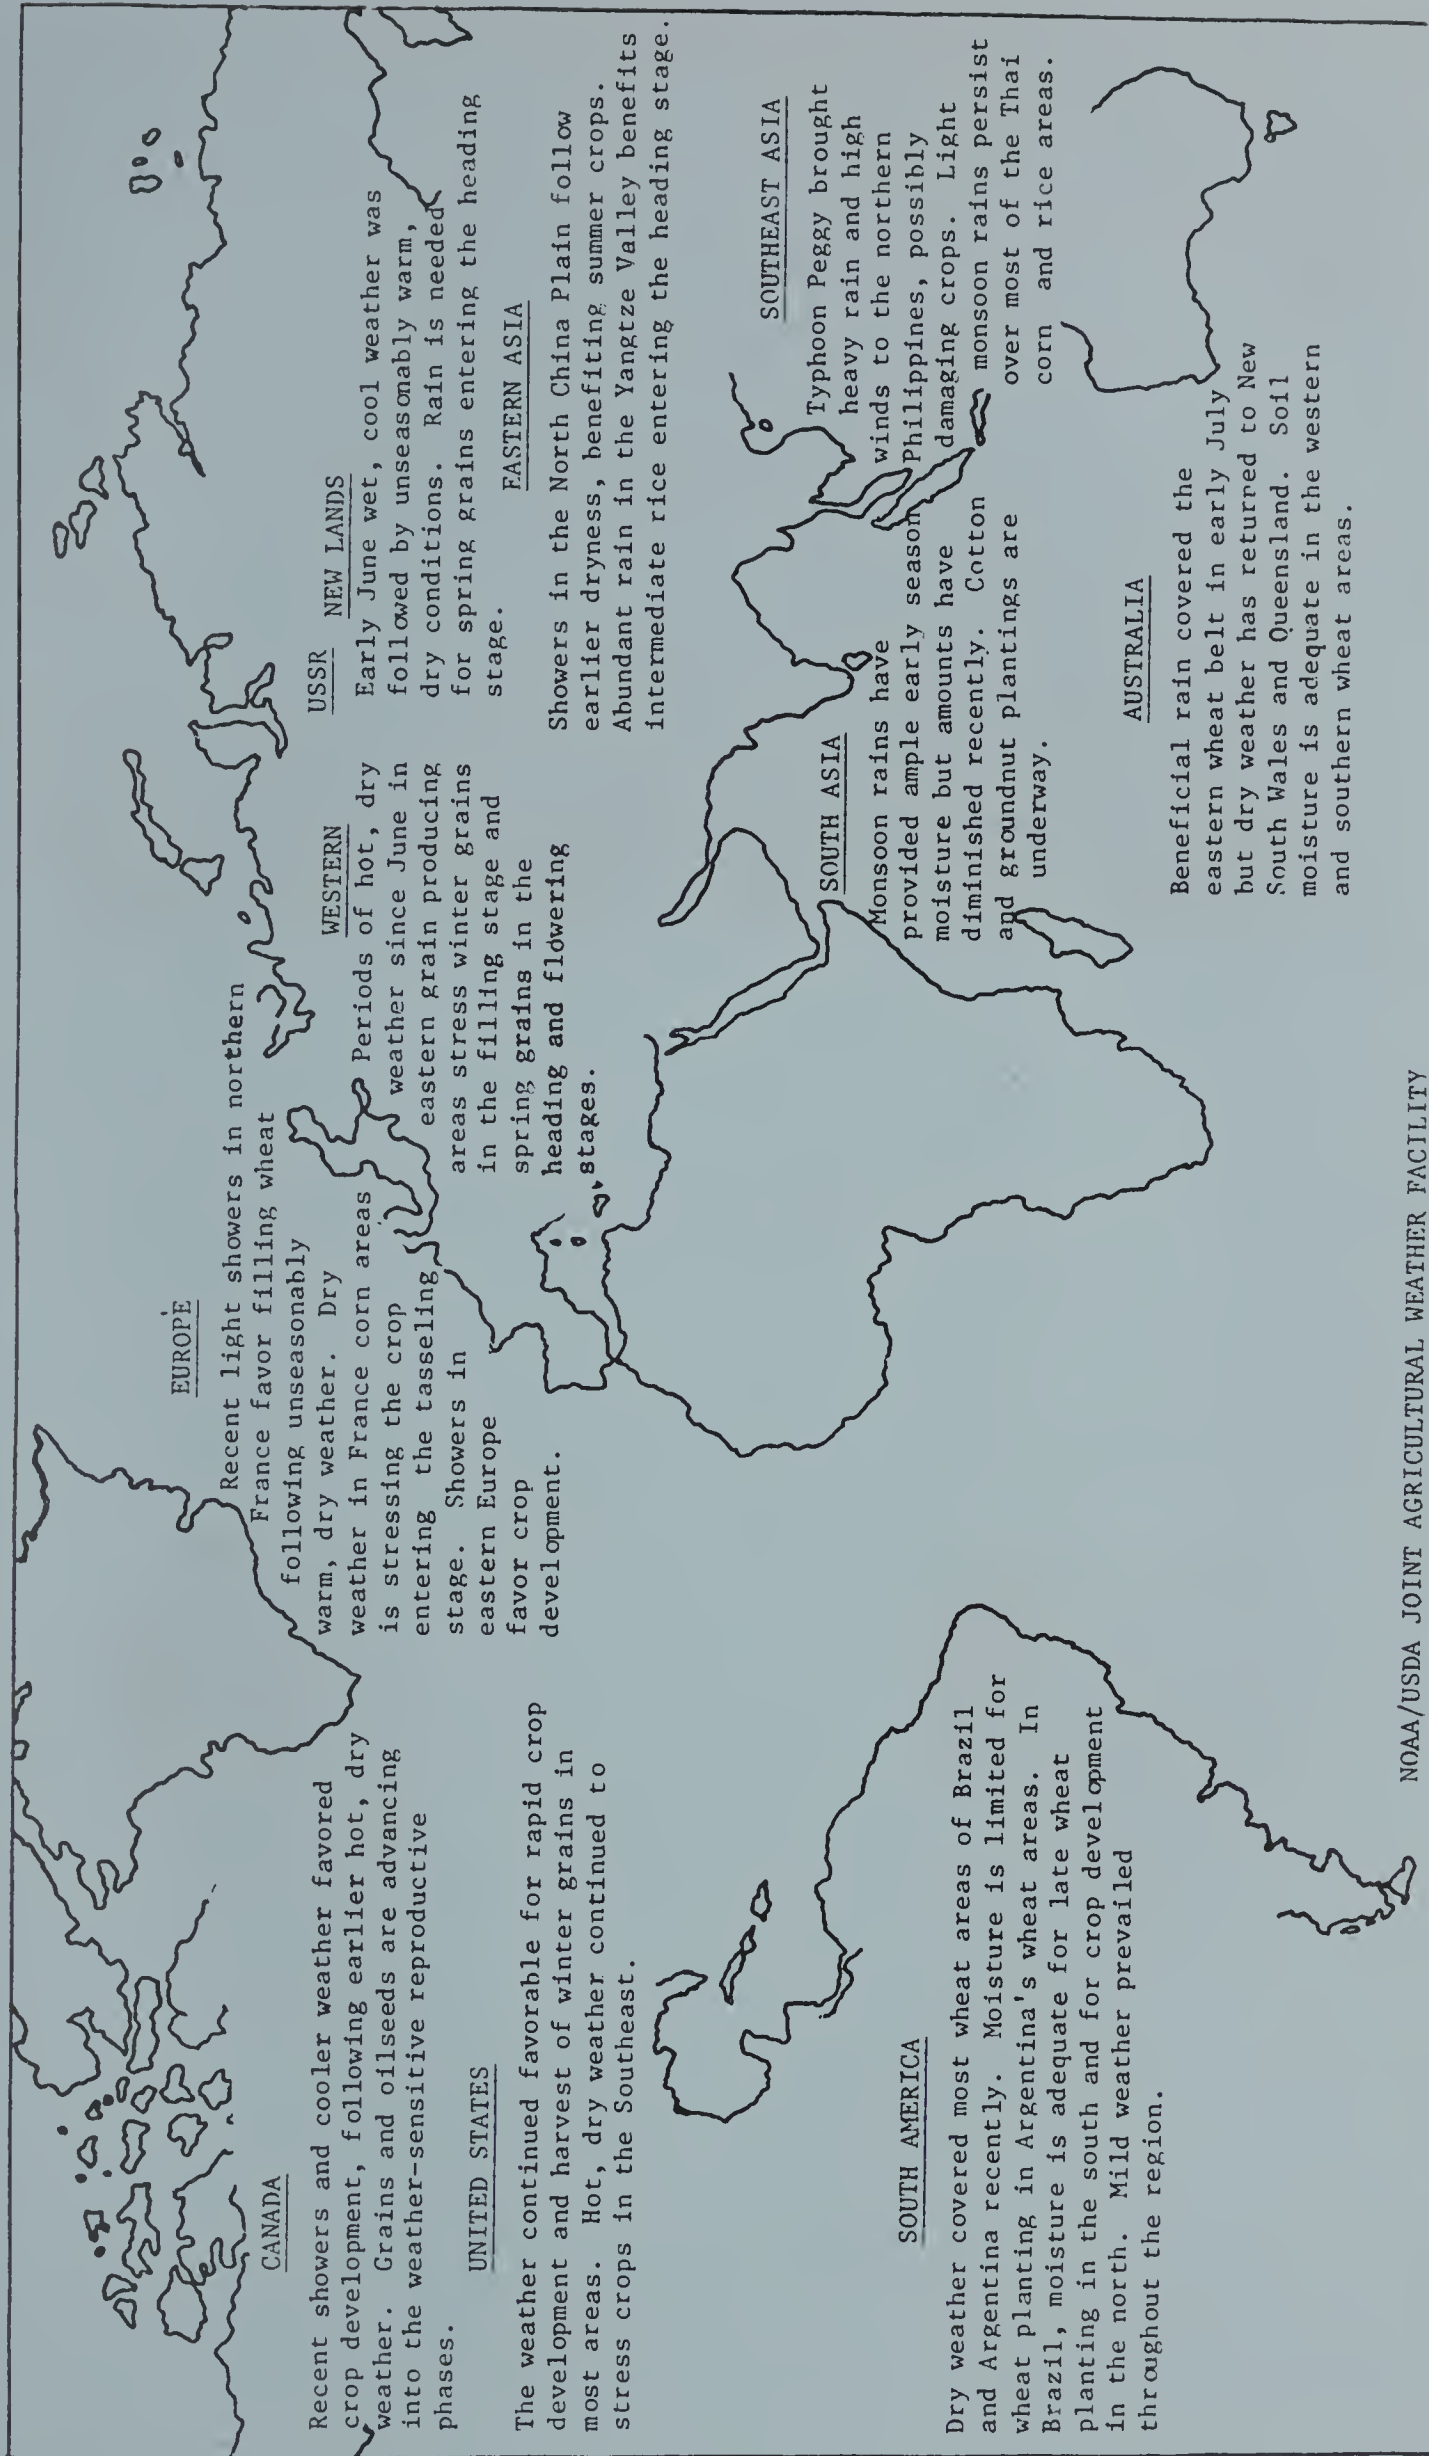 CANADA
Recent showers and cooler weather favored
crop development, following earlier hot, dry
weather. Grains and oilseeds are advancing
into the weather-sensitive reproductive
phases.
UNITED STATES
The weather continued favorable for rapid crop
development and harvest of winter grains in
most areas. Hot, dry weather continued to
stress crops in the Southeast.
SOUTH AMERICA
Dry weather covered most wheat areas of Brazil
and Argentina recently. Moisture is limited for
wheat planting in Argentina's wheat areas. In
Brazil, moisture is adequate for late wheat
planting in the south and for crop development
in the north. Mild weather prevailed
throughout the region.
EUROPE
Recent light showers in northern
France favor filling wheat
following unseasonably
warm, dry weather. Dry
weather in France corn areas
is stressing the crop
entering the tasseling
stage. Showers in
eastern Europe
favor crop
development.
USSR
WESTERN
Periods of hot, dry
weather since June in
eastern grain producing
areas stress winter grains
in the filling stage and
spring grains in the
heading and flowering
stages.
NEW LANDS
Early June wet, cool weather was
followed by unseasonably warm,
dry conditions. Rain is needed
for spring grains entering the heading
stage.
EASTERN ASIA
Showers in the North China Plain follow
earlier dryness, benefiting summer crops.
Abundant rain in the Yangtze Valley benefits
intermediate rice entering the heading stage.
SOUTHEAST ASIA
Typhoon Peggy brought
heavy rain and high
winds to the northern
Philippines, possibly
damaging crops. Light
monsoon rains persist
over most of the Thai
corn and rice areas.
SOUTH ASIA
Monsoon rains have
provided ample early season
moisture but amounts have
diminished recently. Cotton
and groundnut plantings are
underway.
AUSTRALIA
Beneficial rain covered the
eastern wheat belt in early July
but dry weather has returned to New
South Wales and Queensland. Soil
moisture is adequate in the western
and southern wheat areas.
NOAA/USDA JOINT AGRICULTURAL WEATHER FACILITY